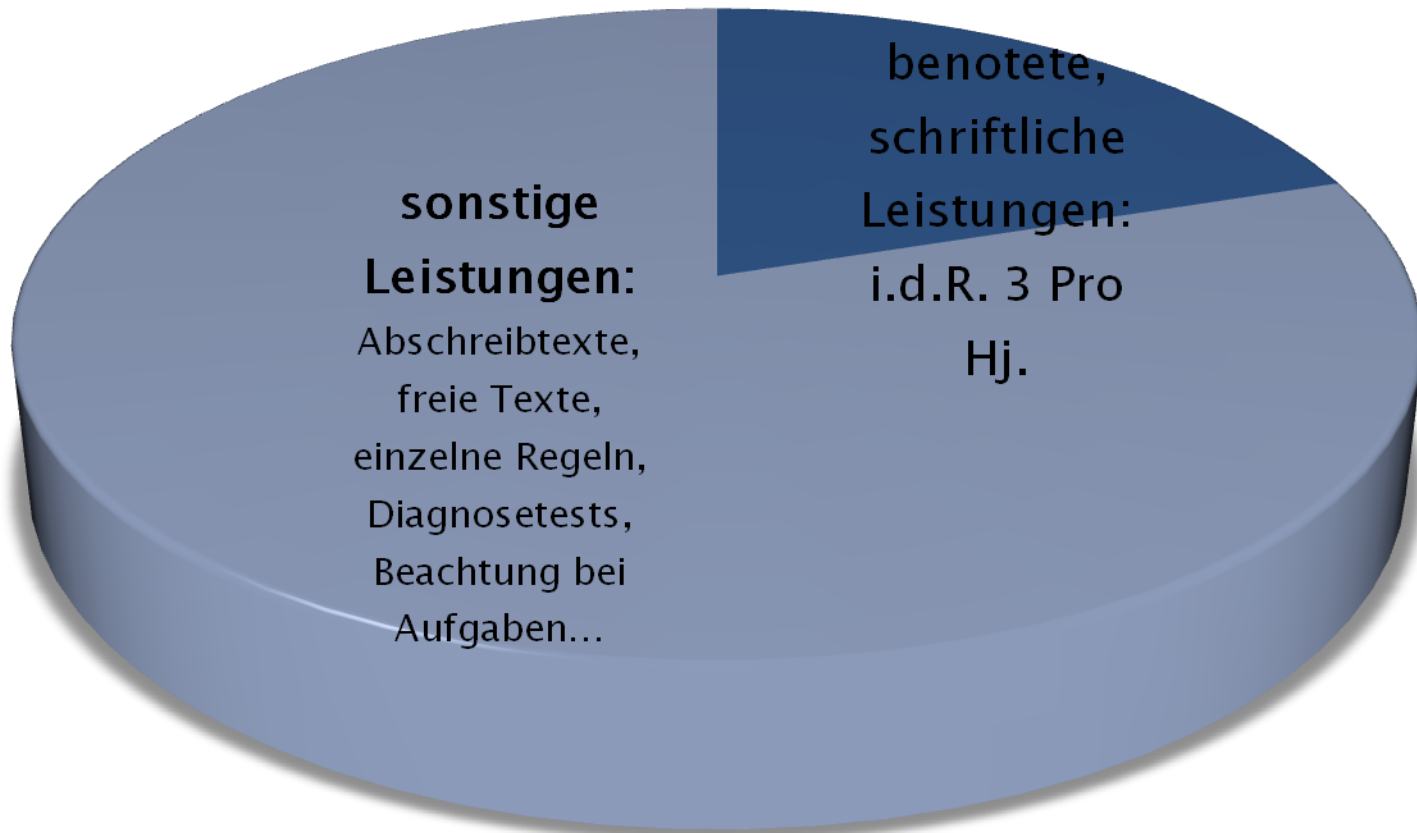 sonstige
Leistungen:
Abschreibtexte,
freie Texte,
einzelne Regeln,
Diagnosetests,
Beachtung bei
Aufgaben...
benotete,
schriftliche
Leistungen:
i.d.R. 3 Pro
Hj.